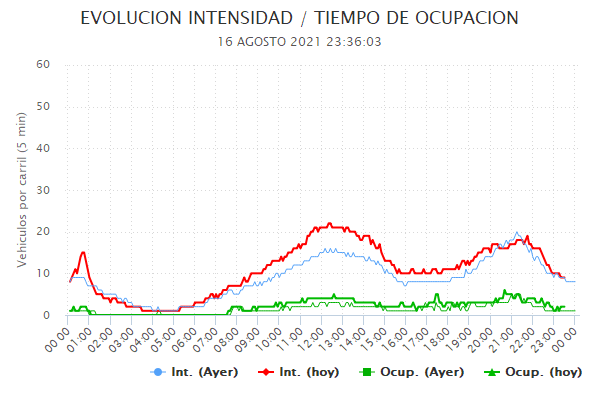 EVOLUCION INTENSIDAD / TIEMPO DE OCUPACION
16 AGOSTO 2021 23:36:03
Vehiculos por carril (5 min)
60
50
40
30
20
10
0
00:00 01:00 02:00 03:00 04:00 05:00 06:00 07:00 08:00 09:00 10:00 11:00 12:00 13:00 14:00 15:00 16:00 17:00 18:00 19:00 20:00 21:00 22:00 23:00 00:00
Int. (Ayer) Int. (hoy) Ocup. (Ayer) Ocup. (hoy)